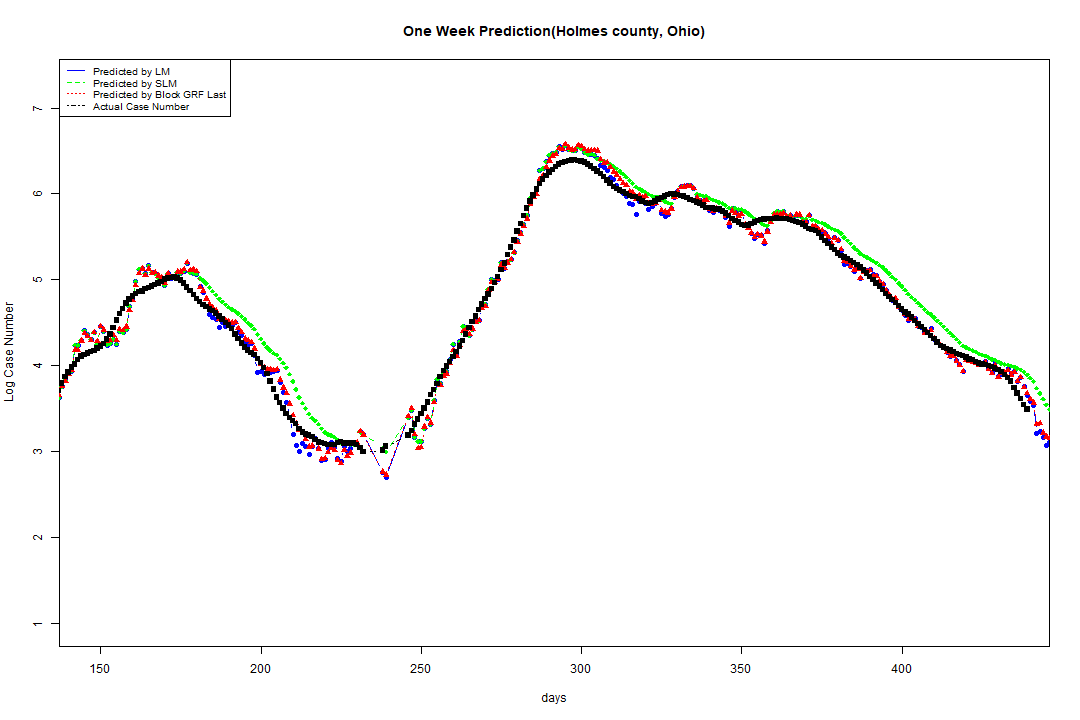 One Week Prediction(Holmes county, Ohio)
Predicted by LM
Predicted by SLM
Predicted by Block GRF Last
Actual Case Number
7
6
5
4
3
2
1
Log Case Number
150 200 250 300 350 400
days